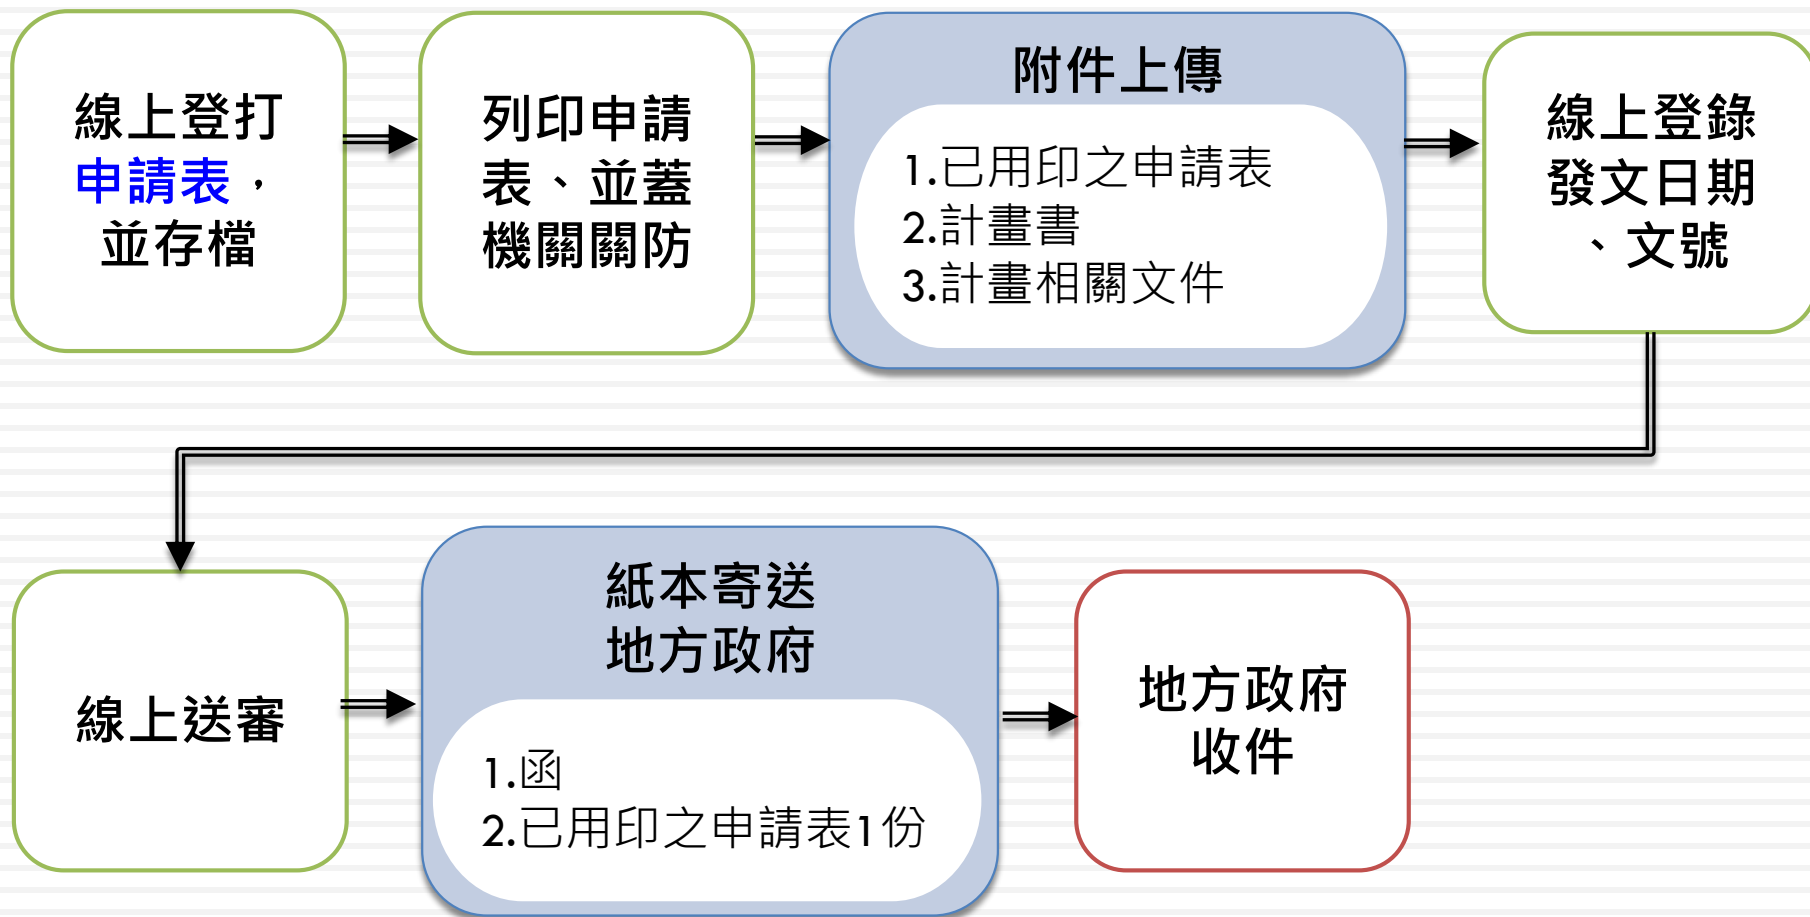 線上登打
申請表，
並存檔
列印申請
表、並蓋
機關關防
附件上傳
1.已用印之申請表
2.計畫書
3.計畫相關文件
線上登錄
發文日期
、文號
線上送審
紙本寄送
地方政府
1.函
2.已用印之申請表1份
地方政府
收件